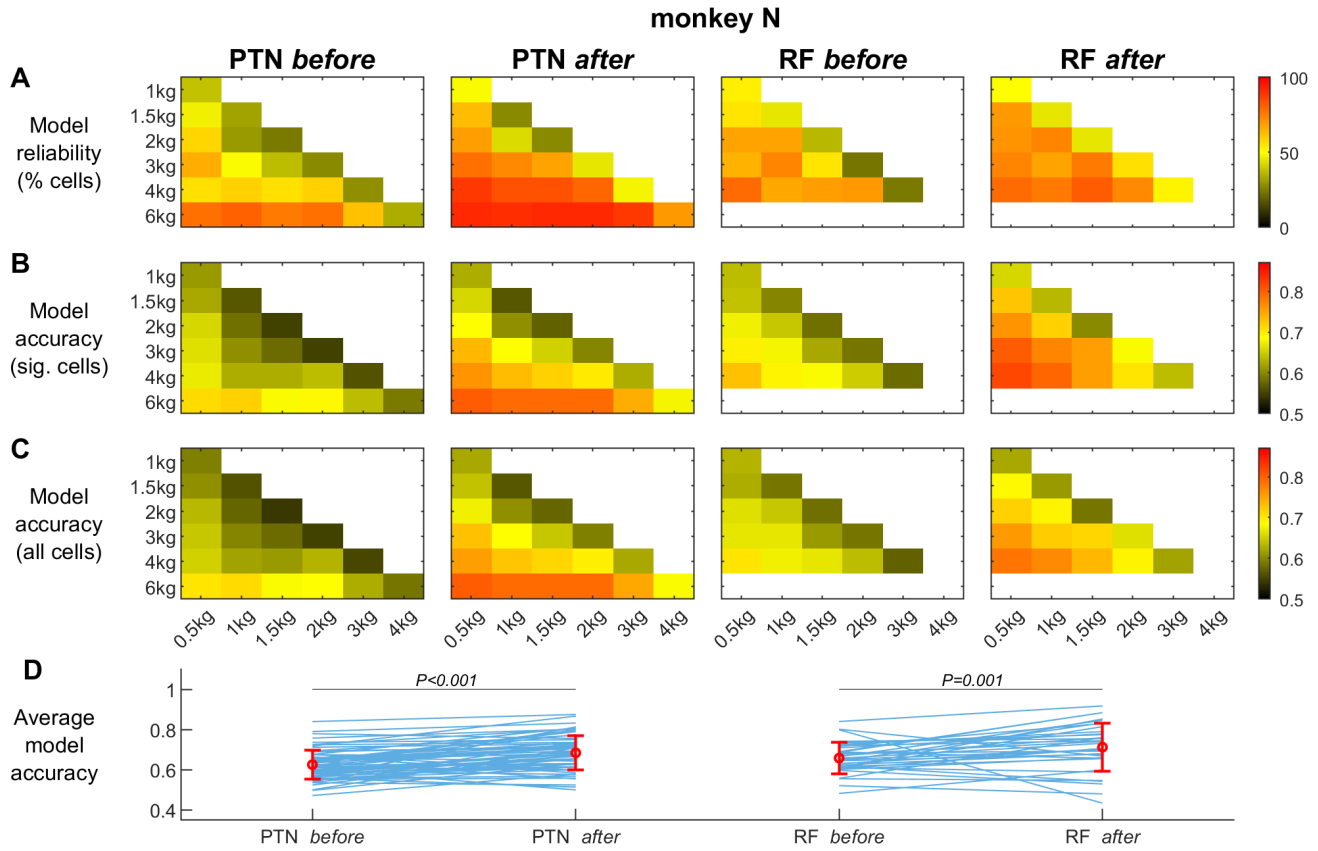 monkey N
PTN before
PTN after
RF before
RF after
A
Model
reliability
(% cells)
1kg
1.5kg
2kg
3kg
4kg
6kg
100
50
0
B
Model
accuracy
(sig. cells)
1kg
1.5kg
2kg
3kg
4kg
6kg
0.8
0.7
0.6
0.5
C
Model
accuracy
(all cells)
1kg
1.5kg
2kg
3kg
4kg
6kg
0.8
0.7
0.6
0.5
0.5kg 1kg 1.5kg 2kg 3kg 4kg
0.5kg 1kg 1.5kg 2kg 3kg 4kg
0.5kg 1kg 1.5kg 2kg 3kg 4kg
0.5kg 1kg 1.5kg 2kg 3kg 4kg
D
Average
model
accuracy
1
0.8
0.6
0.4
P<0.001
P=0.001
PTN before
PTN after
RF before
RF after